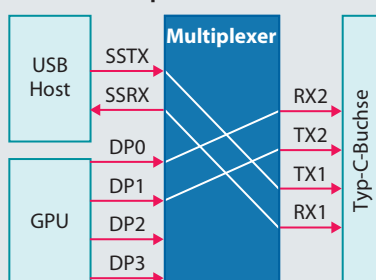 Multiplexer
USB
Host
SSTX
SSRX
GPU
DP0
DP1
DP2
DP3
RX2
TX2
TX1
RX1
Typ-C-Buchse